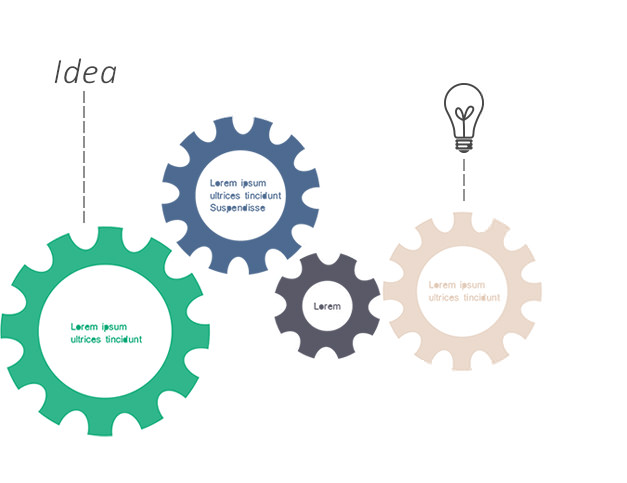 Idea
Lorem ipsum
ultrices tincidunt
Suspendisse
Lorem ipsum
ultrices tincidunt
Lorem
Lorem ipsum
ultrices tincidunt